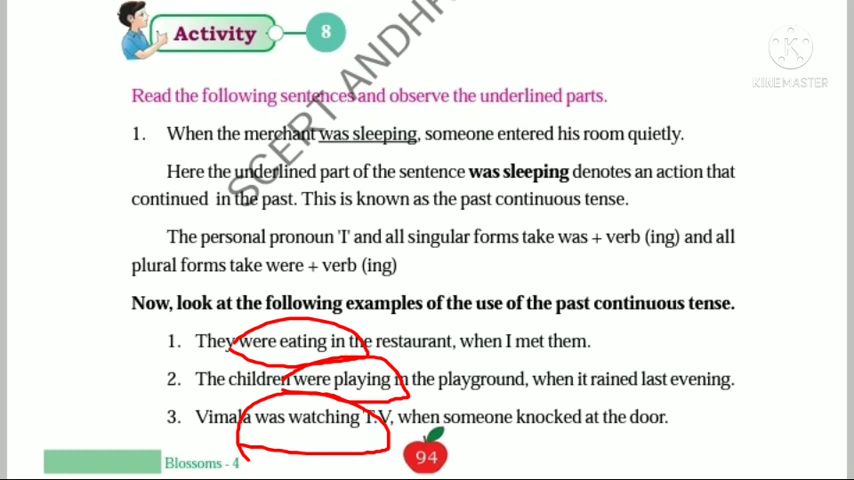 Activity 8
KINEMASTER
SCERT ANDHR
Read the following sentences and observe the underlined parts.
1. When the merchant was sleeping, someone entered his room quietly.
Here the underlined part of the sentence was sleeping denotes an action that
continued in the past. This is known as the past continuous tense.
The personal pronoun 'I' and all singular forms take was + verb (ing) and all
plural forms take were + verb (ing)
Now, look at the following examples of the use of the past continuous tense.
1. They were eating in the restaurant, when I met them.
2. The children were playing in the playground, when it rained last evening.
3. Vimala was watching T.V, when someone knocked at the door.
Blossoms - 4
94